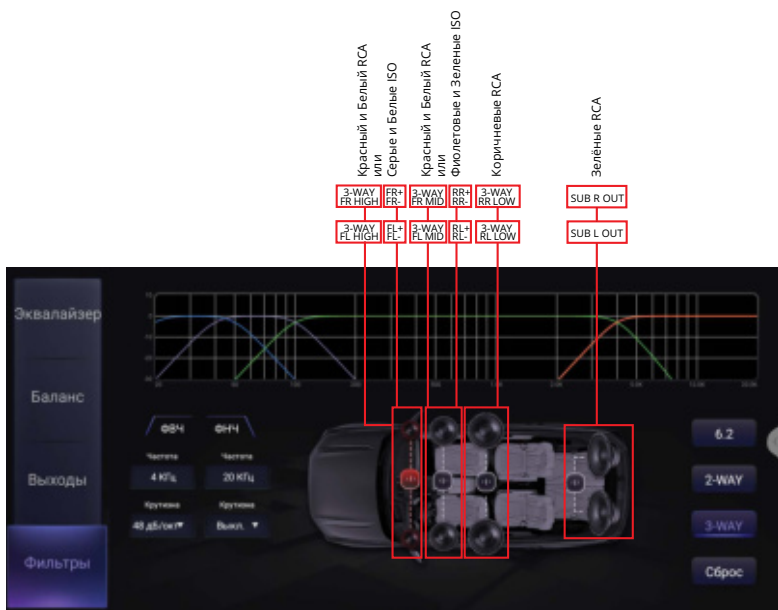 Красный и Белый RCA
или
Серые и Белые ISO
Красный и Белый RCA
или
Фиолетовые и Зеленые ISO
Коричневые RCA
Зелёные RCA
3-WAY FR HIGH
FR+ FR-
3-WAY FR MID
RR+ RR-
3-WAY RR LOW
SUB R OUT
3-WAY FL HIGH
FL+ FL-
3-WAY FL MID
RL+ RL-
3-WAY RL LOW
SUB L OUT
Эквалайзер
Баланс
Выходы
Фильтры
ФВЧ
ФНЧ
Частота
Частота
4 КГц
20 КГц
Крутизна
Крутизна
48 дБ/окт▼
Выкл. ▼
6.2
2-WAY
3-WAY
Сброс